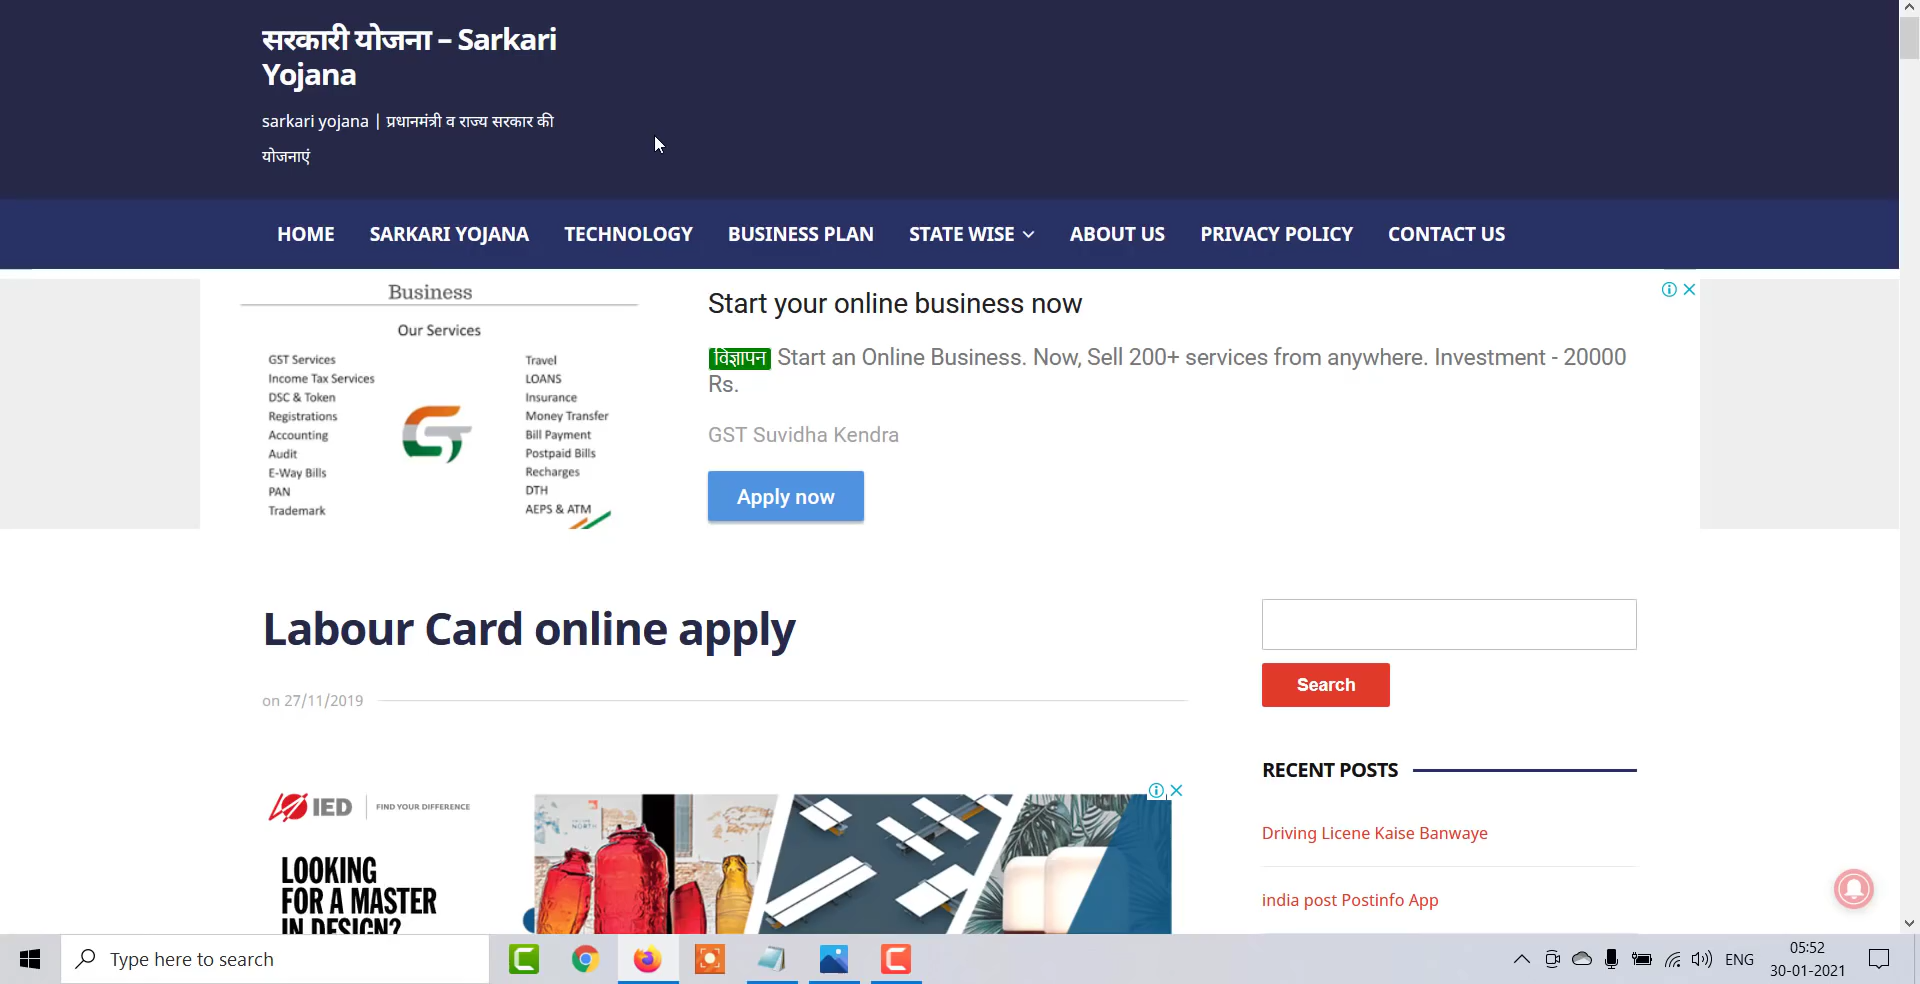 सरकारी योजना – Sarkari
Yojana
sarkari yojana | प्रधानमंत्री व राज्य सरकार की
योजनाएं
HOME SARKARI YOJANA TECHNOLOGY BUSINESS PLAN STATE WISE ABOUT US PRIVACY POLICY CONTACT US
Business
Our Services
GST Services
Income Tax Services
DSC & Token
Registrations
Accounting
Audit
E-Way Bills
PAN
Trademark
Travel
LOANS
Insurance
Money Transfer
Bill Payment
Postpaid Bills
Recharges
DTH
AEPS & ATM
Start your online business now
विज्ञापन Start an Online Business. Now, Sell 200+ services from anywhere. Investment - 20000
Rs.
GST Suvidha Kendra
Apply now
Labour Card online apply
on 27/11/2019
IED FIND YOUR DIFFERENCE
LOOKING
FOR A MASTER
IN DESIGN?
Search
RECENT POSTS
Driving Licene Kaise Banwaye
india post Postinfo App
Type here to search
ENG
05:52
30-01-2021